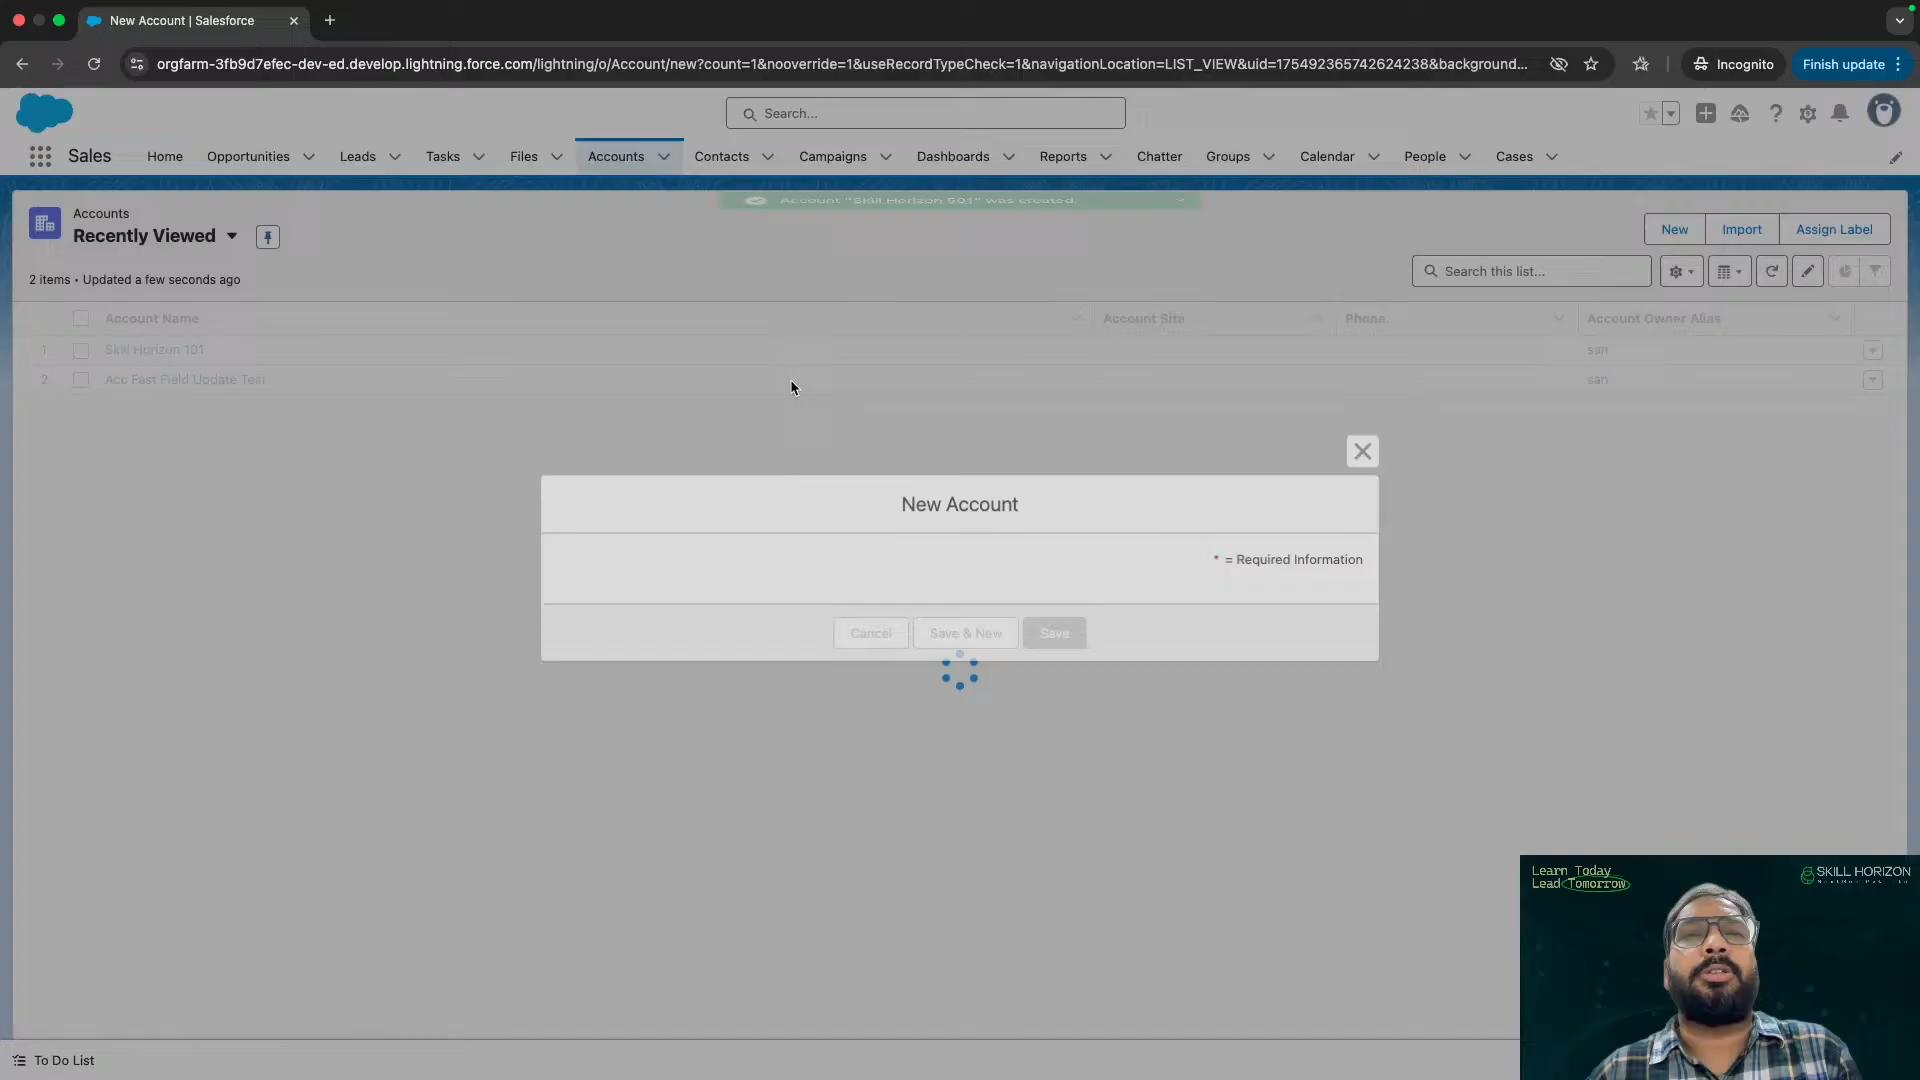 New Account | Salesforce
orgfarm-3fb9d7efec-dev-ed.develop.lightning.force.com/lightning/o/Account/new?count=1&nooverride=1&useRecordTypeCheck=1&navigationLocation=LIST_VIEW&uid=175492365742624238&background...
Incognito
Finish update
Search...
Sales
Home
Opportunities
Leads
Tasks
Files
Accounts
Contacts
Campaigns
Dashboards
Reports
Chatter
Groups
Calendar
People
Cases
Account "Skill Horizon 501" was created.
Accounts
Recently Viewed
New
Import
Assign Label
2 items • Updated a few seconds ago
Search this list...
Account Name
Account Site
Phone
Account Owner Alias
1 Skill Horizon 101 san
2 Acc Fast Field Update Test san
New Account
* = Required Information
Cancel
Save & New
Save
To Do List
Learn Today
Lead Tomorrow
SKILL HORIZON